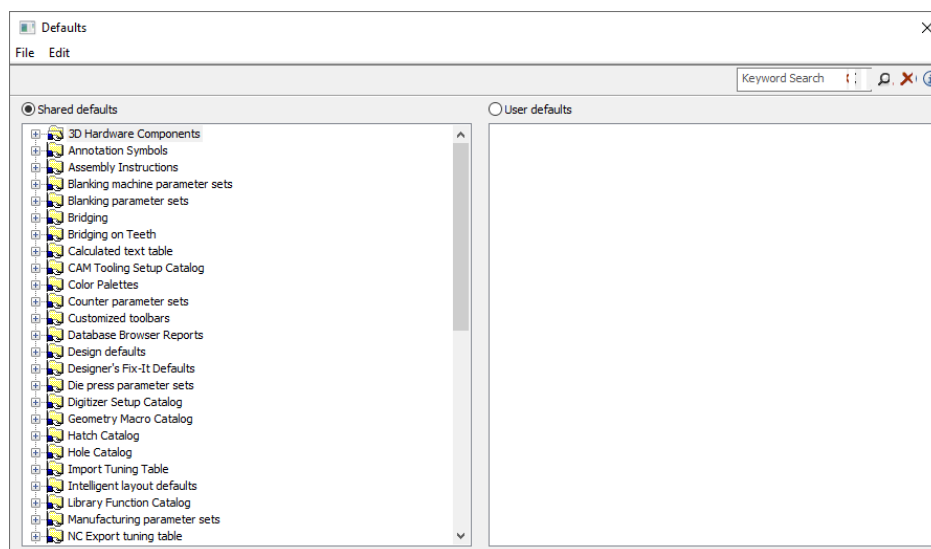 Defaults
File Edit
Keyword Search
Shared defaults
User defaults
3D Hardware Components
Annotation Symbols
Assembly Instructions
Blanking machine parameter sets
Blanking parameter sets
Bridging
Bridging on Teeth
Calculated text table
CAM Tooling Setup Catalog
Color Palettes
Counter parameter sets
Customized toolbars
Database Browser Reports
Design defaults
Designer's Fix-It Defaults
Die press parameter sets
Digitizer Setup Catalog
Geometry Macro Catalog
Hatch Catalog
Hole Catalog
Import Tuning Table
Intelligent layout defaults
Library Function Catalog
Manufacturing parameter sets
NC Export tuning table